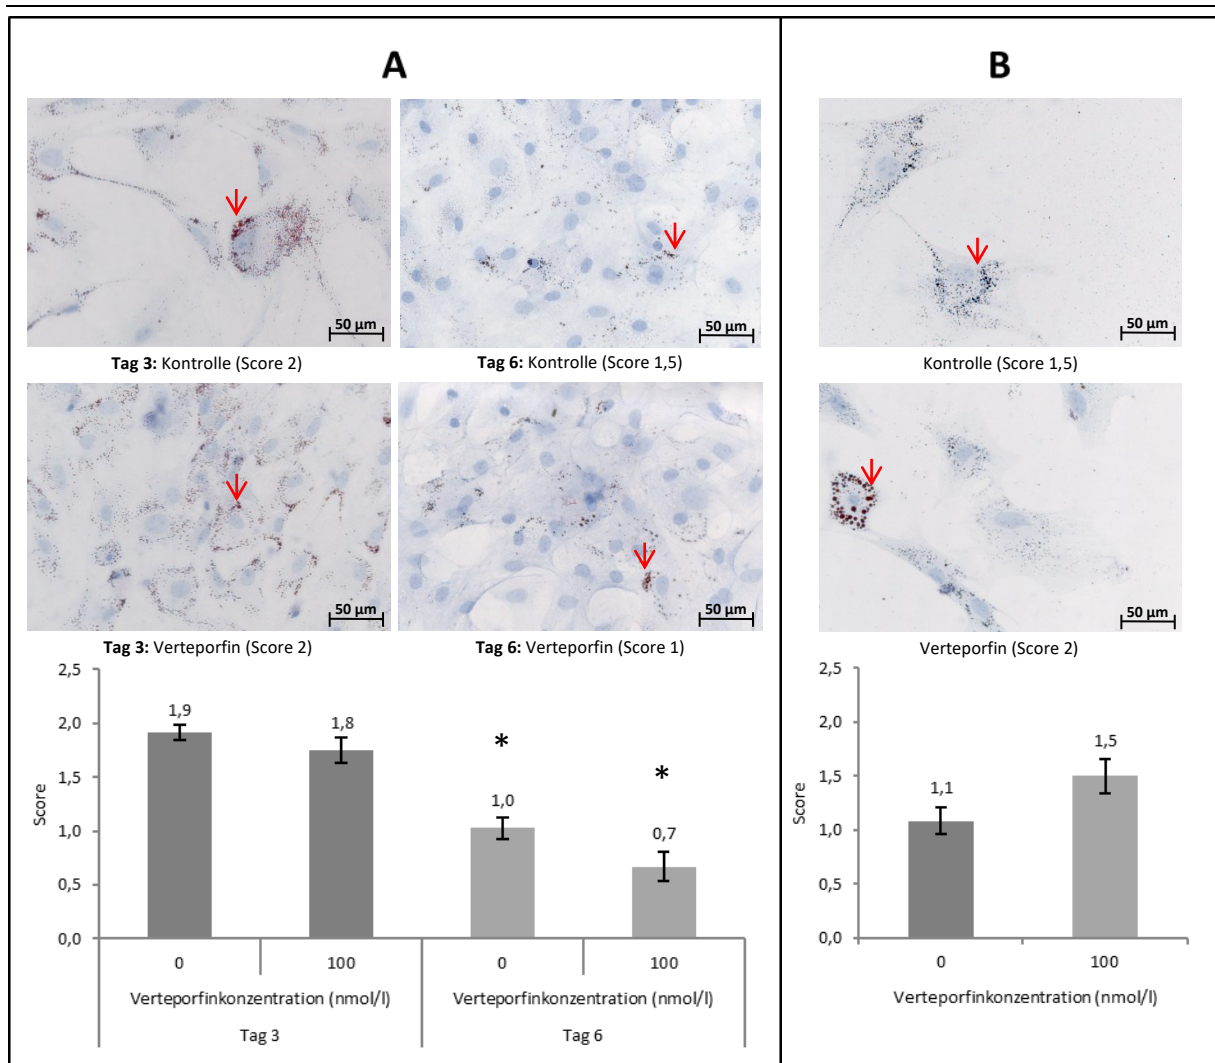 A
50 µm
50 µm
Tag 3: Kontrolle (Score 2)
Tag 6: Kontrolle (Score 1,5)
50 µm
50 µm
Tag 3: Verteporfin (Score 2)
Tag 6: Verteporfin (Score 1)
2,5
2,0
1,5
1,0
0,5
0,0
Score
1,9
1,8
*
1,0
*
0,7
0
100
0
100
Verteporfinkonzentration (nmol/l)
Verteporfinkonzentration (nmol/l)
Tag 3
Tag 6
B
50 µm
Kontrolle (Score 1,5)
50 µm
Verteporfin (Score 2)
2,5
2,0
1,5
1,0
0,5
0,0
Score
1,1
1,5
0
100
Verteporfinkonzentration (nmol/l)